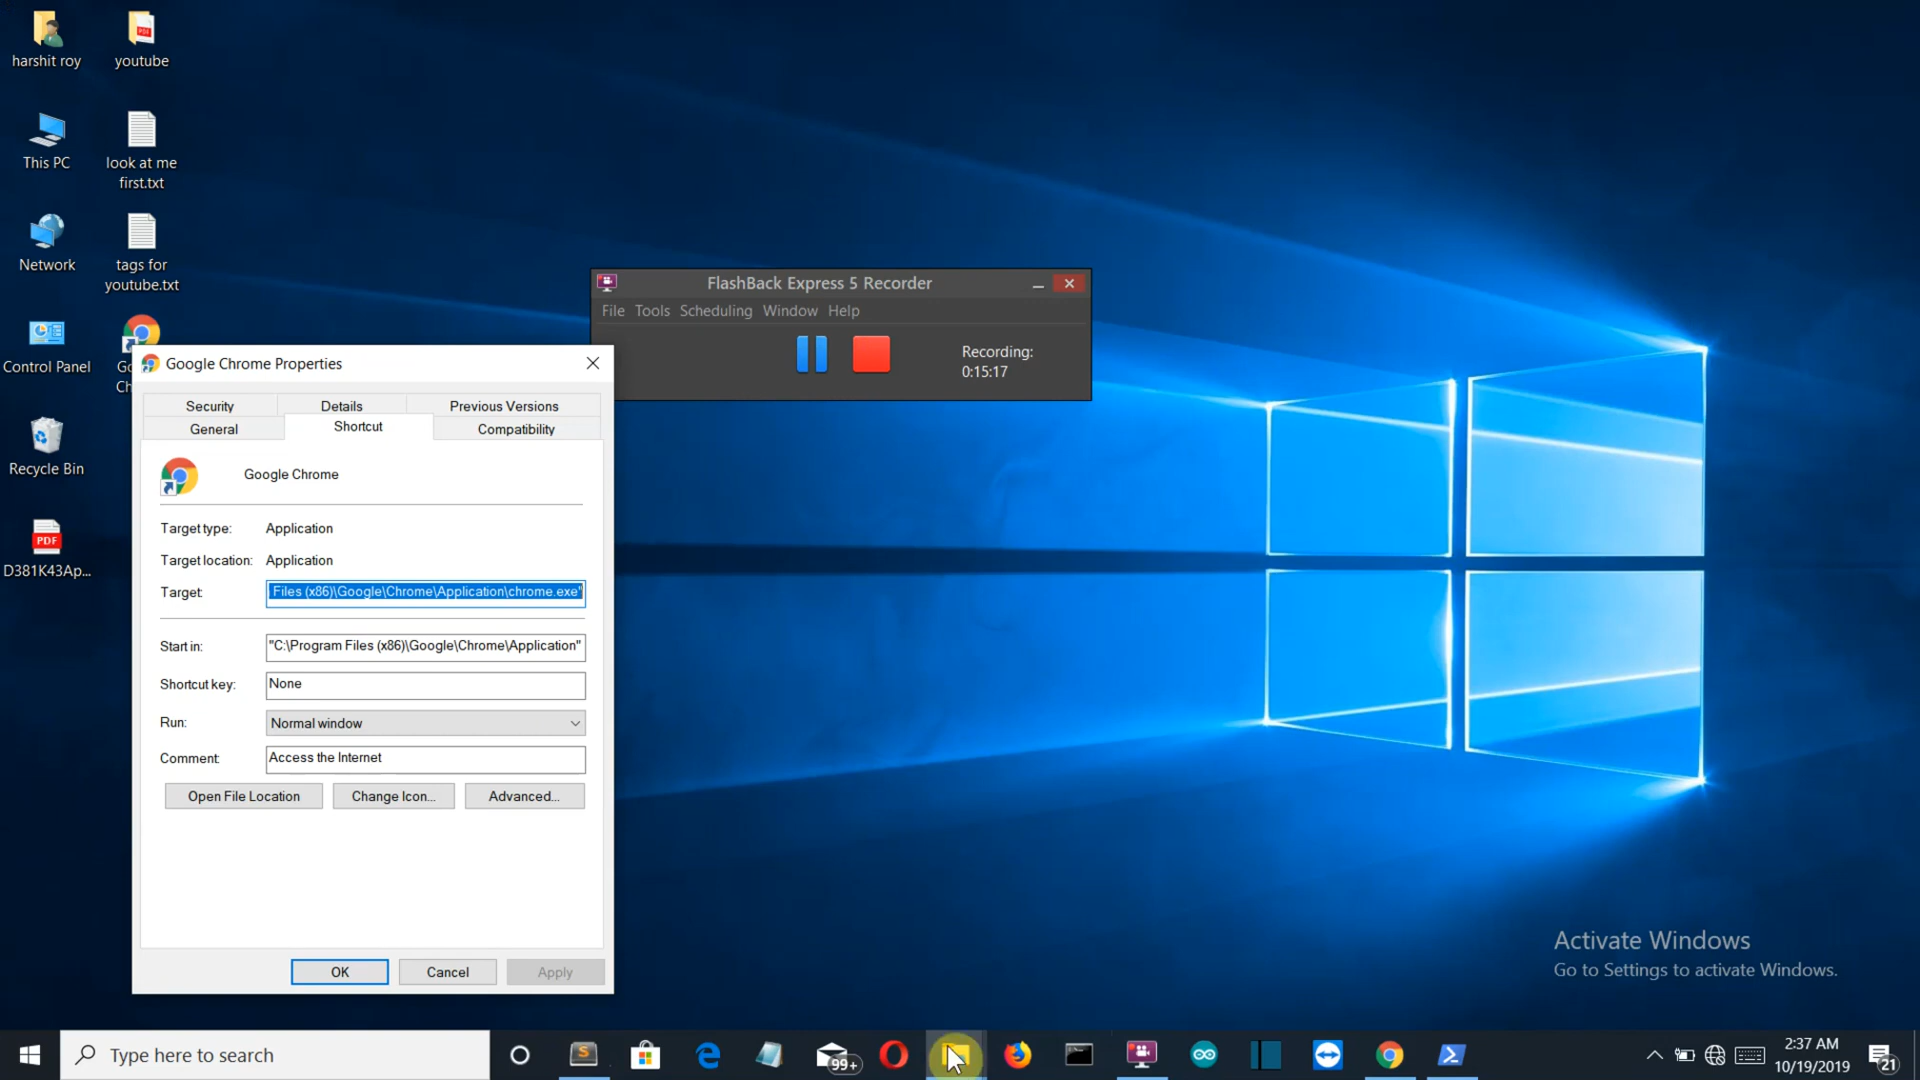 harshit roy
youtube
This PC
look at me
first.txt
Network
tags for
youtube.txt
Control Panel
Go
Ch
Recycle Bin
PDF
D381K43Ap...
FlashBack Express 5 Recorder
File Tools Scheduling Window Help
Recording:
0:15:17
Google Chrome Properties
Security Details Previous Versions
General Shortcut Compatibility
Google Chrome
Target type: Application
Target location: Application
Target: Files (x86)\Google\Chrome\Application\chrome.exe"
Start in: "C:\Program Files (x86)\Google\Chrome\Application"
Shortcut key: None
Run: Normal window
Comment: Access the Internet
Open File Location Change Icon... Advanced...
OK Cancel Apply
Activate Windows
Go to Settings to activate Windows.
Type here to search
99+
2:37 AM
10/19/2019
21